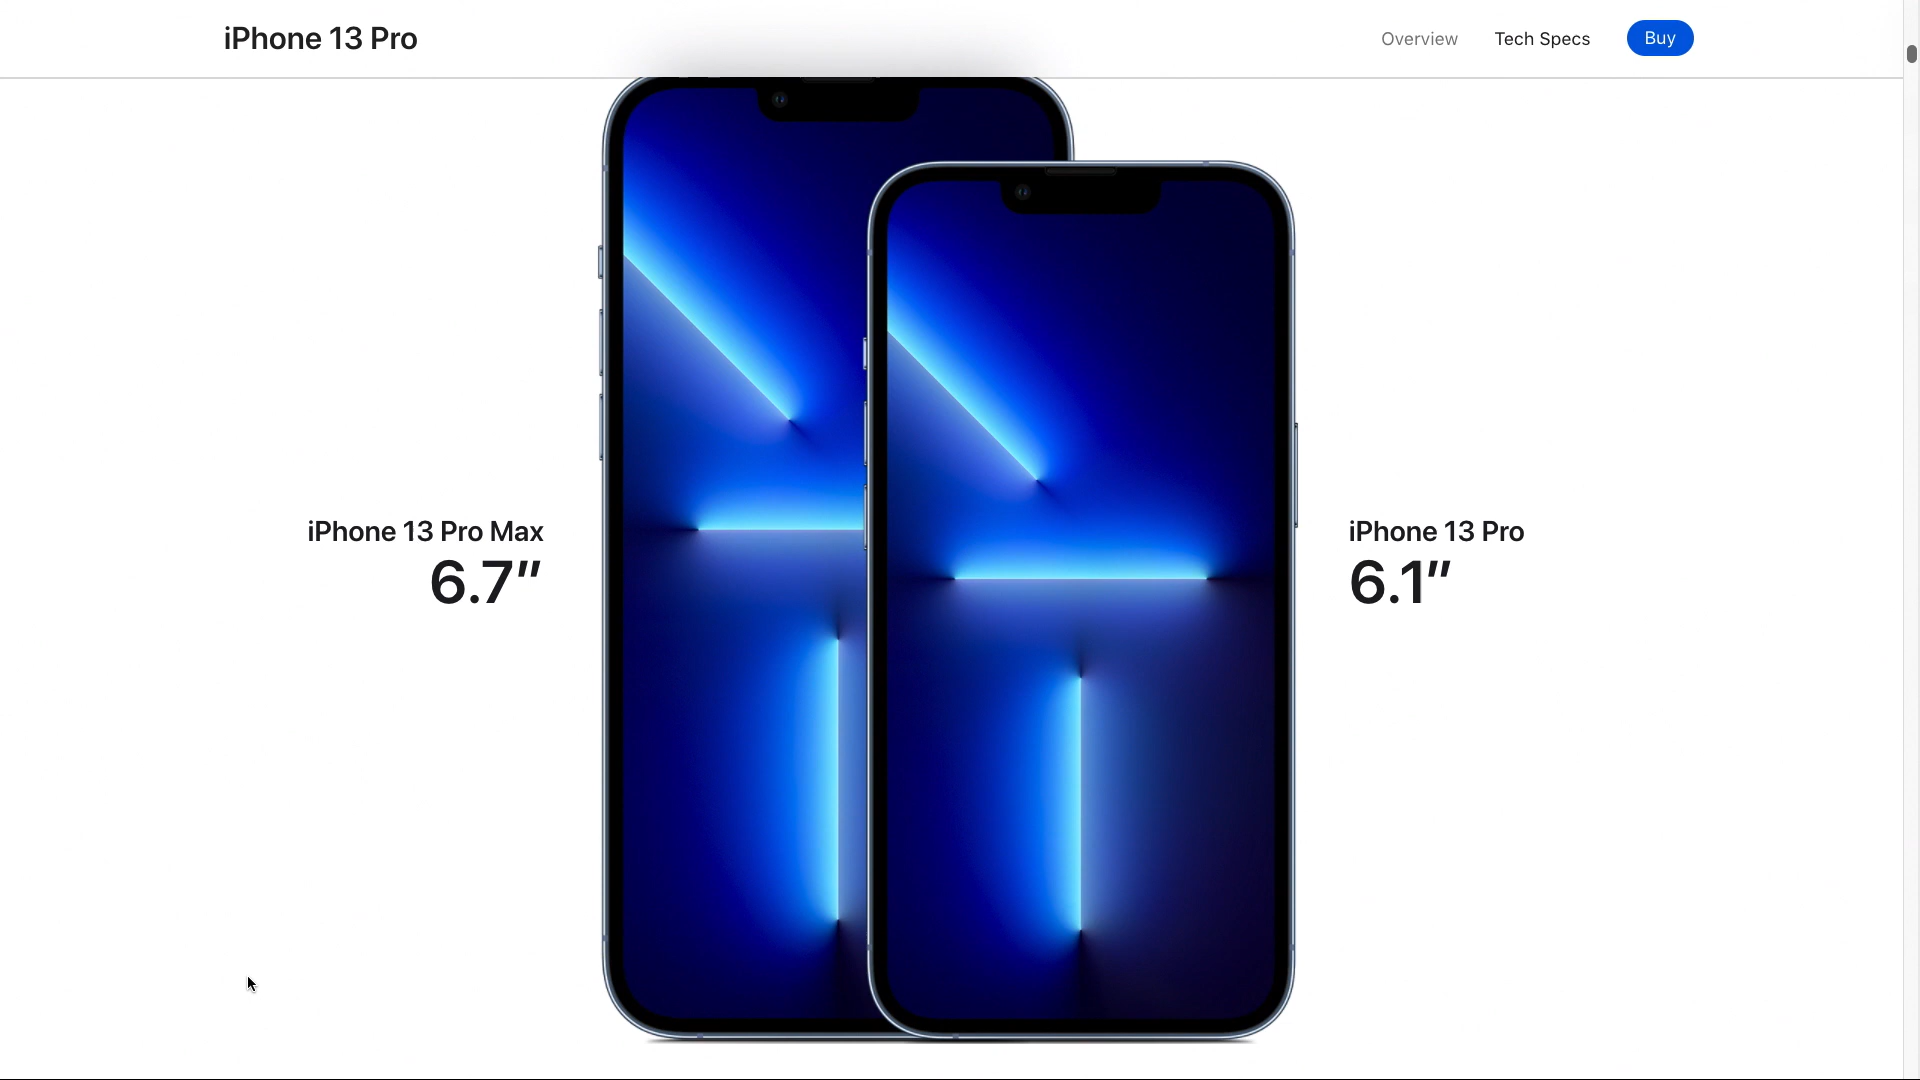 iPhone 13 Pro
Overview
Tech Specs
Buy
iPhone 13 Pro Max
6.7″
iPhone 13 Pro
6.1″